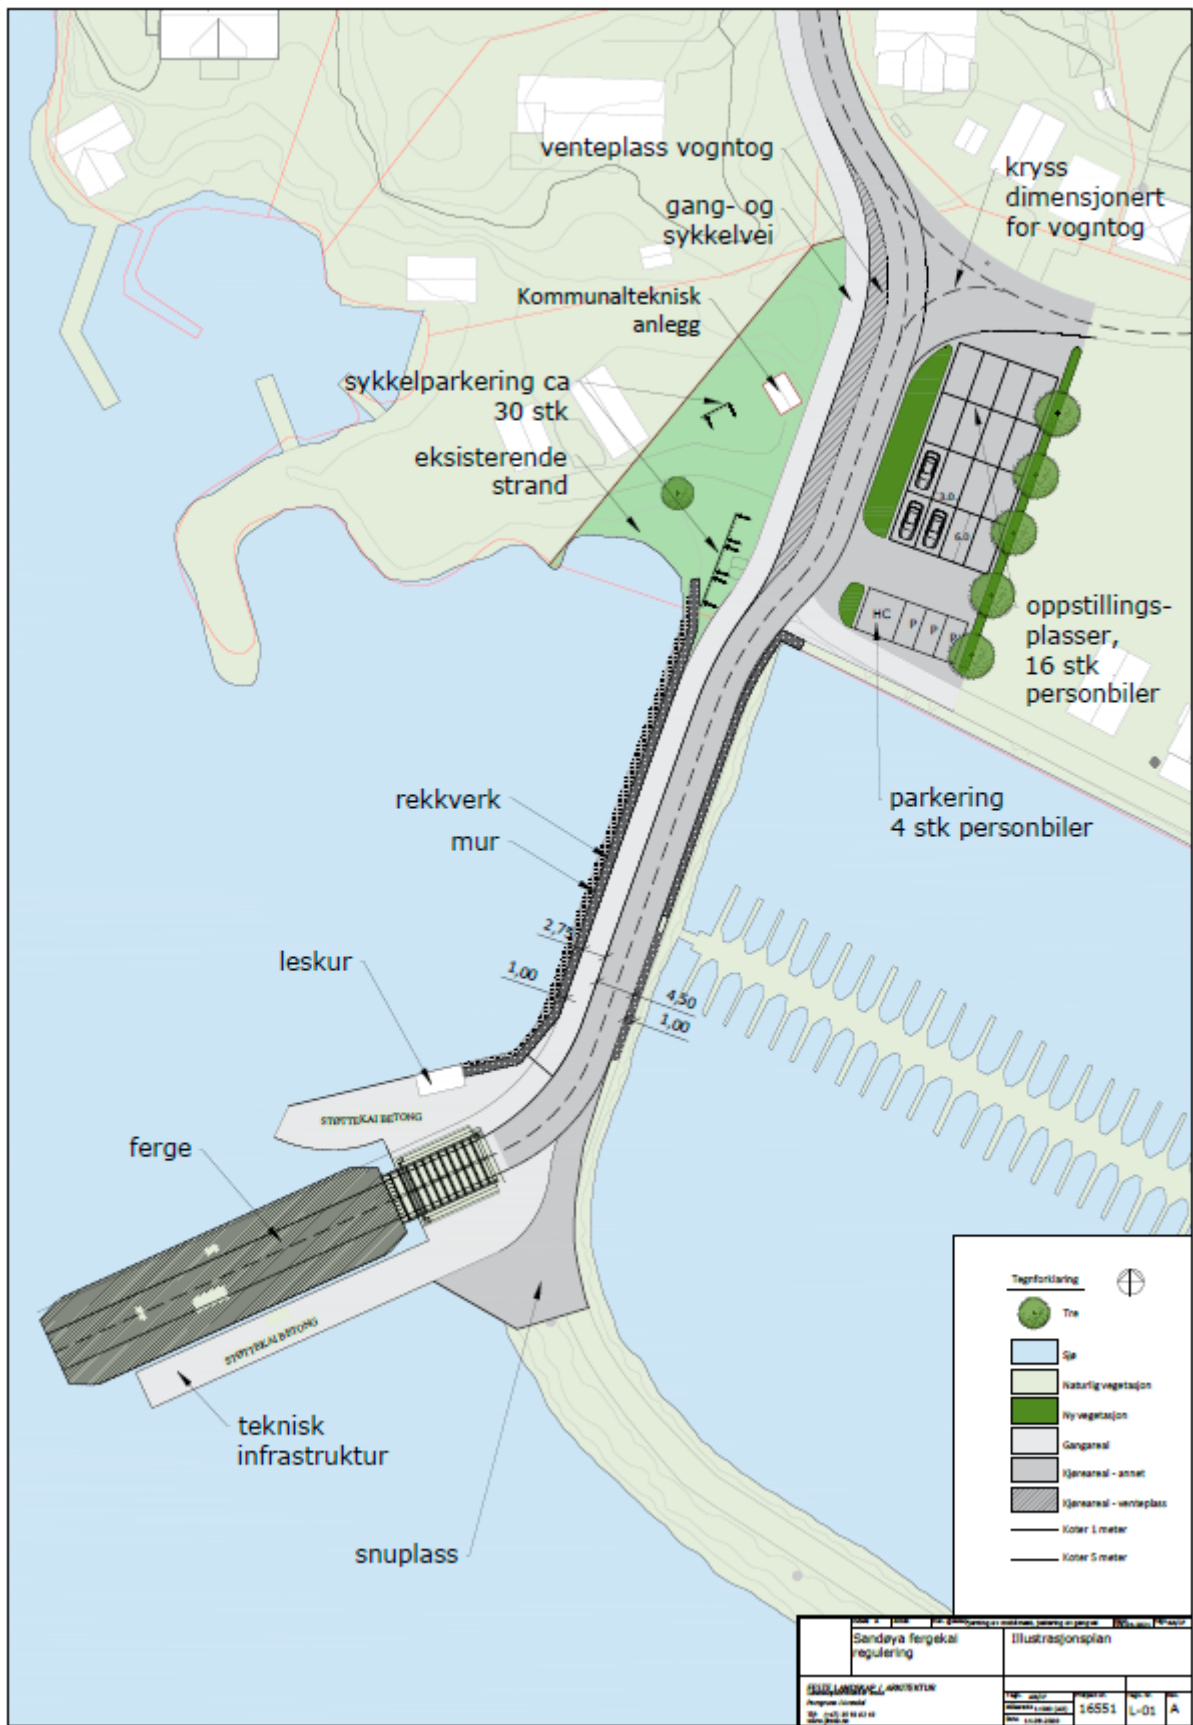 venteplass vogntog
kryss
dimensjonert
for vogntog
gang- og
sykkelvei
Kommunalteknisk
anlegg
sykkelparkering ca
30 stk
eksisterende
strand
3.0
6.0
HC
P
P
P
oppstillings-
plasser,
16 stk
personbiler
parkering
4 stk personbiler
rekkverk
mur
2,75
1,00
4,50
1,00
leskur
STØTTEKAI BETONG
ferge
STØTTEKAI BETONG
teknisk
infrastruktur
snuplass
Tegnforklaring
Tre
Sjø
Naturlig vegetasjon
Ny vegetasjon
Gangareal
Kjøreareal - annet
Kjøreareal - venteplass
Koter 1 meter
Koter 5 meter
Sandøya fergekai
regulering
Illustrasjonsplan
FESTE LANDSKAP / ARKITEKTUR
16551
L-01
A